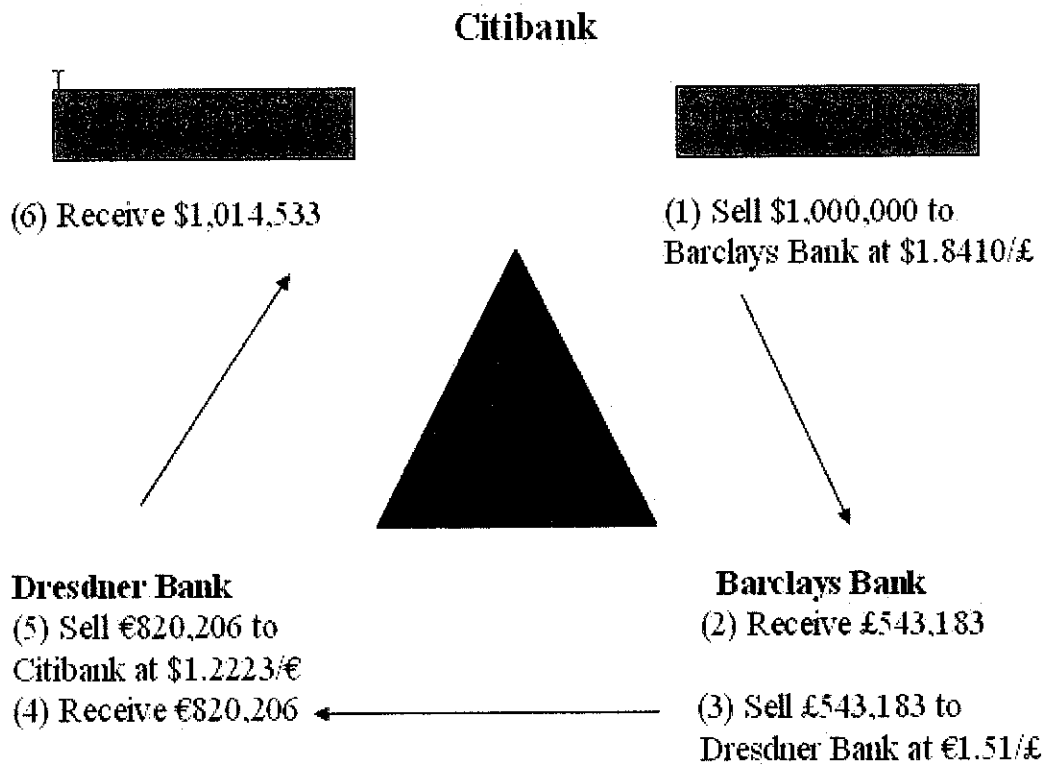 Citibank
(6) Receive $1,014,533
(1) Sell $1,000,000 to
Barclays Bank at $1.8410/£
Dresdner Bank
(5) Sell €820,206 to
Citibank at $1.2223/€
(4) Receive €820,206
Barclays Bank
(2) Receive £543,183
(3) Sell £543,183 to
Dresdner Bank at €1.51/£